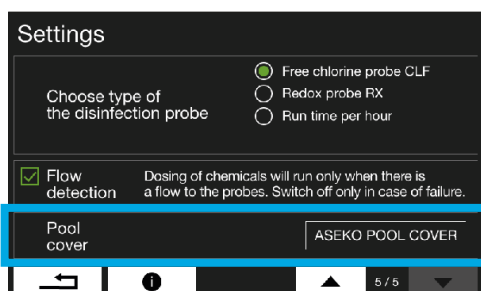 Settings
Choose type of
the disinfection probe
Free chlorine probe CLF
Redox probe RX
Run time per hour
Flow
detection
Dosing of chemicals will run only when there is
a flow to the probes. Switch off only in case of failure.
Pool
cover
ASEKO POOL COVER
5/5